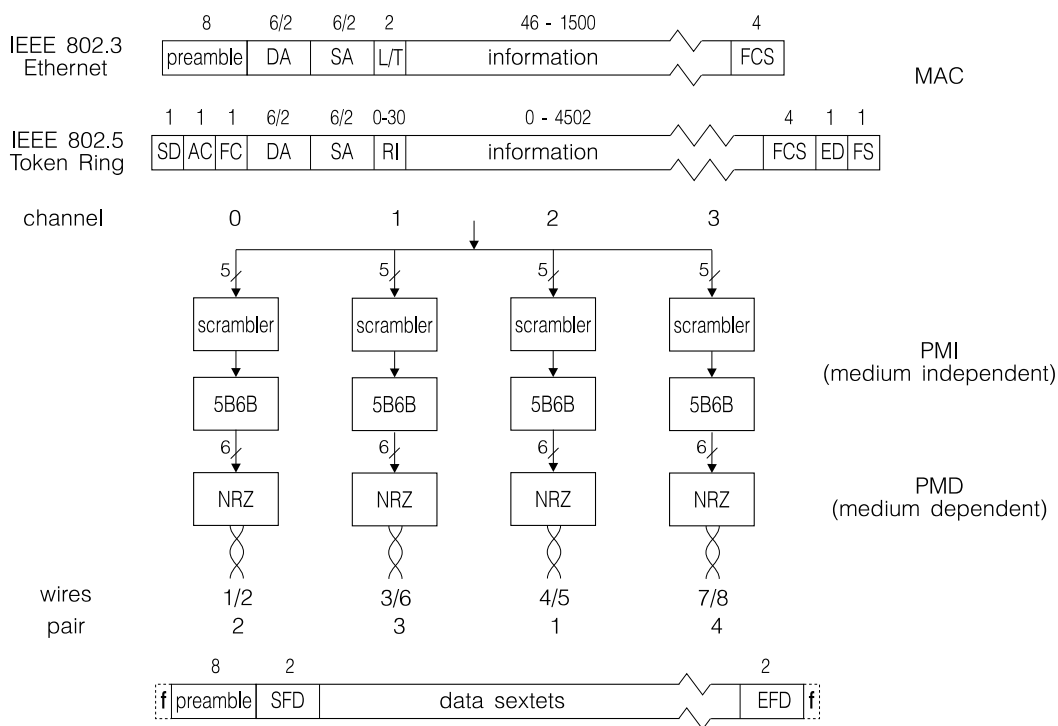 8 6/2 6/2 2 46 - 1500 4
IEEE 802.3 Ethernet
preamble DA SA L/T information FCS
MAC
1 1 1 6/2 6/2 0-30 0 - 4502 4 1 1
IEEE 802.5 Token Ring
SD AC FC DA SA RI information FCS ED FS
channel 0 1 2 3
5 5 5 5
scrambler scrambler scrambler scrambler
PMI
(medium independent)
5B6B 5B6B 5B6B 5B6B
6 6 6 6
NRZ NRZ NRZ NRZ
PMD
(medium dependent)
wires 1/2 3/6 4/5 7/8
pair 2 3 1 4
8 2 2
f preamble SFD data sextets EFD f